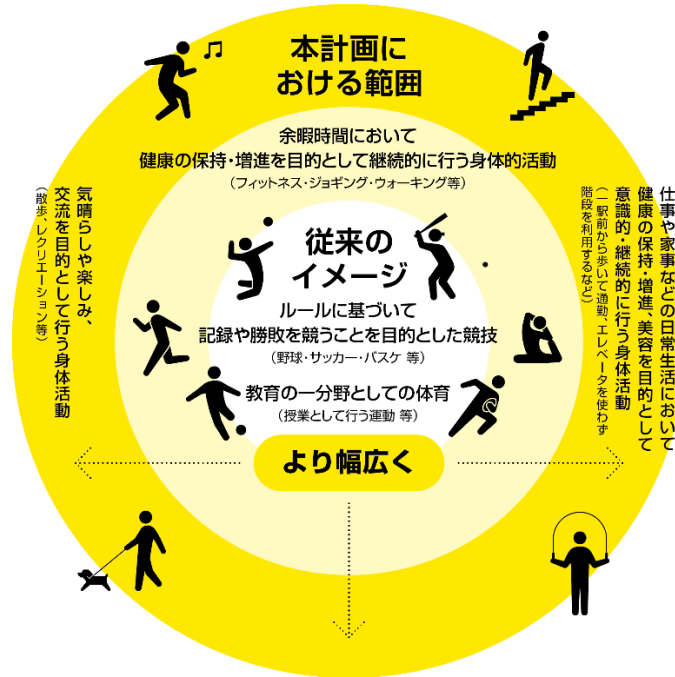 本計画に
おける範囲
余暇時間において
健康の保持・増進を目的として継続的に行う身体的活動
（フィットネス・ジョギング・ウォーキング等）
従来の
イメージ
ルールに基づいて
記録や勝敗を競うことを目的とした競技
（野球・サッカー・バスケ 等）
教育の一分野としての体育
（授業として行う運動 等）
より幅広く
仕事や家事などの日常生活において
健康の保持・増進、美容を目的として
意識的・継続的に行う身体活動
（一駅前から歩いて通勤、エレベータを使わず
階段を利用するなど）
気晴らしや楽しみ、
交流を目的として行う身体活動
（散歩、レクリエーション等）